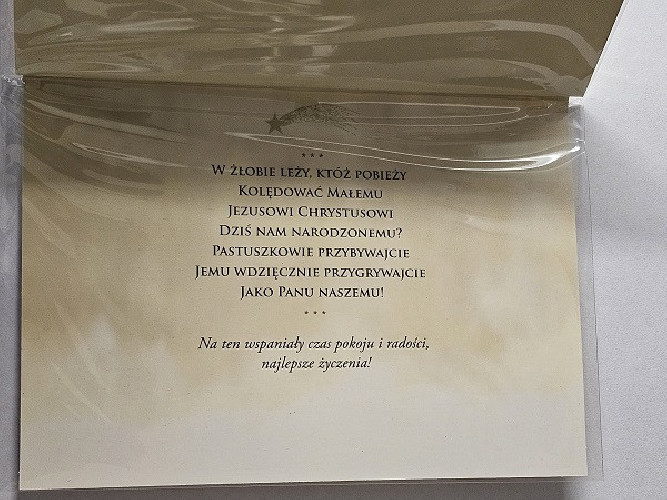 * * *
W ŻŁOBIE LEŻY, KTÓŻ POBIEŻY
KOLĘDOWAĆ MAŁEMU
JEZUSOWI CHRYSTUSOWI
DZIŚ NAM NARODZONEMU?
PASTUSZKOWIE PRZYBYWAJCIE
JEMU WDZIĘCZNIE PRZYGRYWAJCIE
JAKO PANU NASZEMU!
* * *
Na ten wspaniały czas pokoju i radości,
najlepsze życzenia!